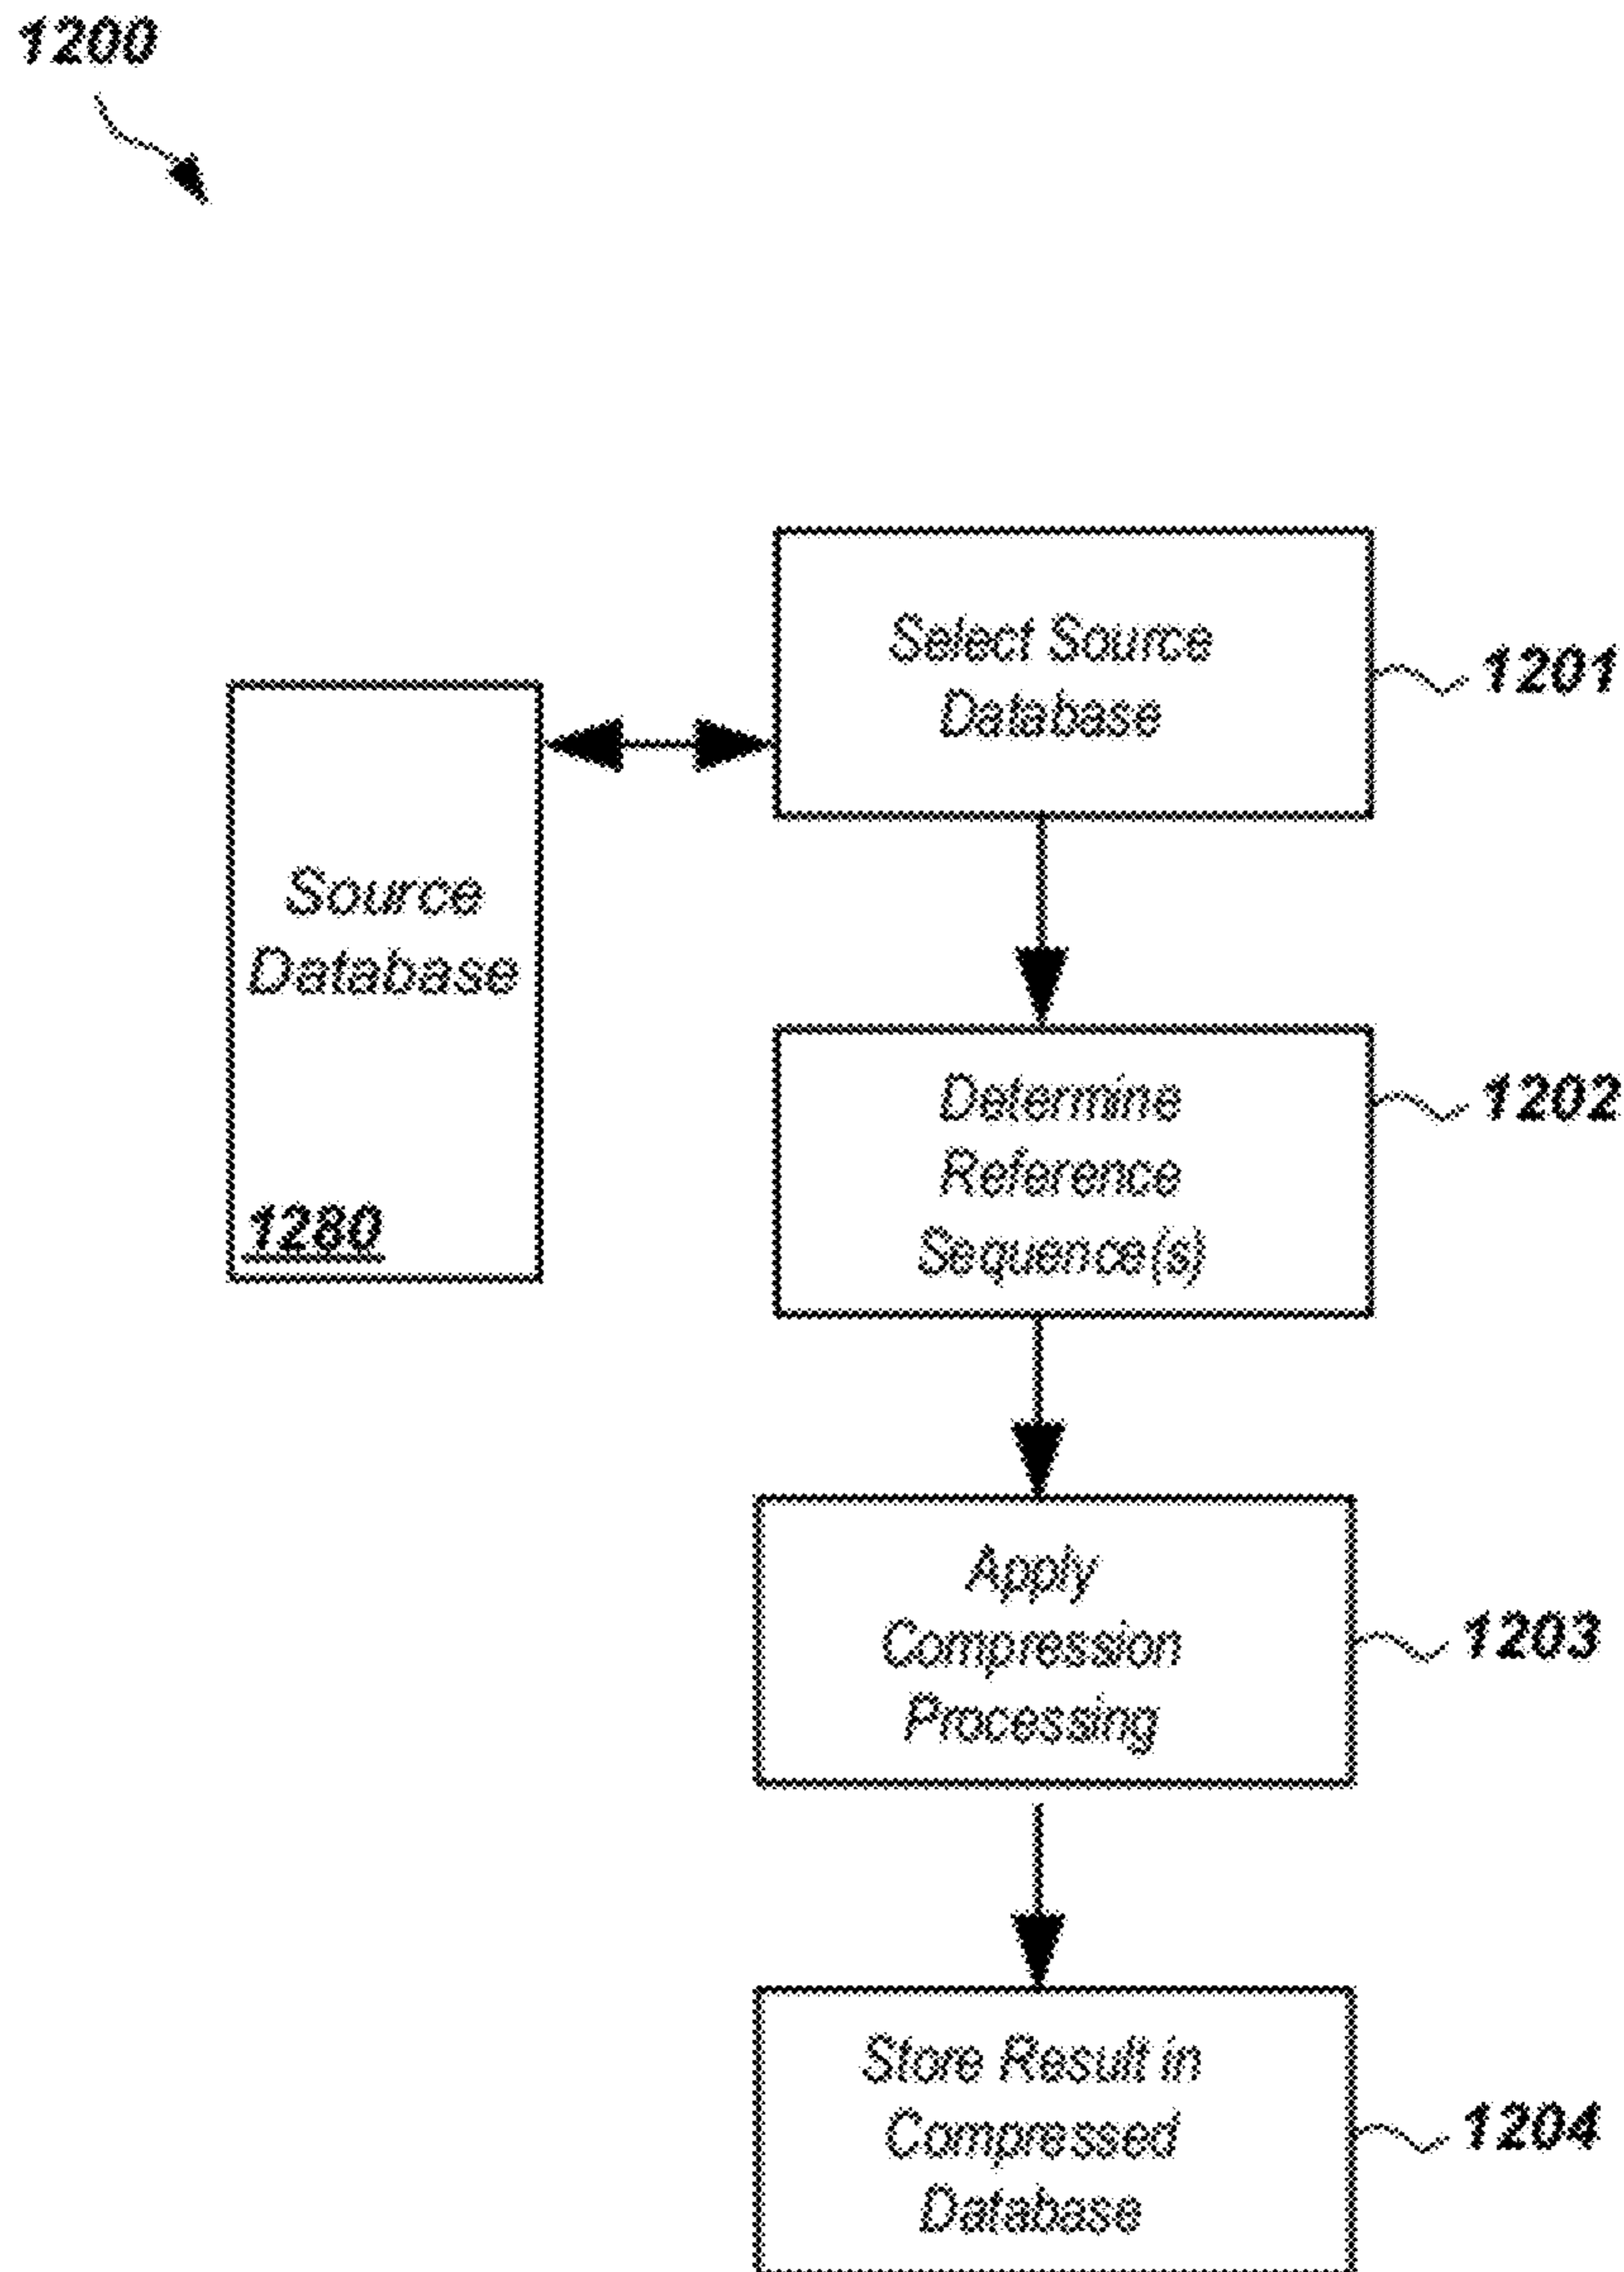 1200
Select Source
Database
1201
Source
Database
1280
Determine
Reference
Sequence(s)
1202
Apply
Compression
Processing
1203
Store Result in
Compressed
Database
1204